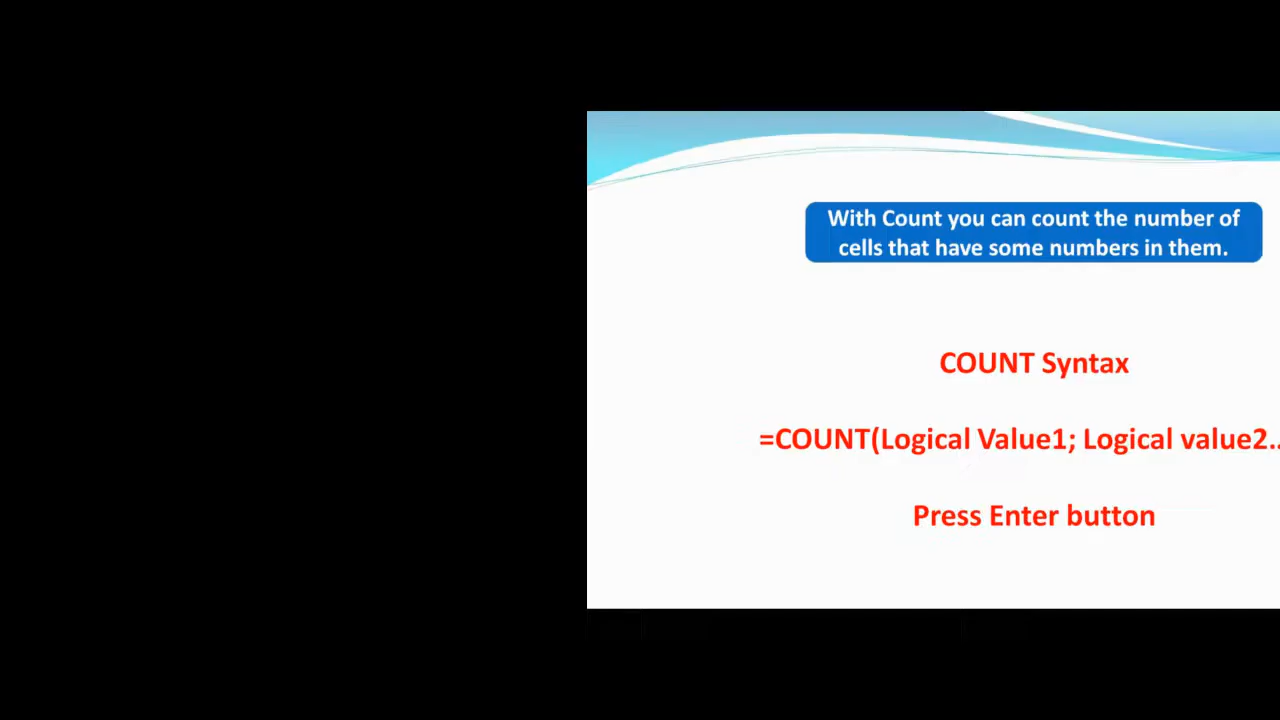 With Count you can count the number of
cells that have some numbers in them.
COUNT Syntax
=COUNT(Logical Value1; Logical value2..
Press Enter button